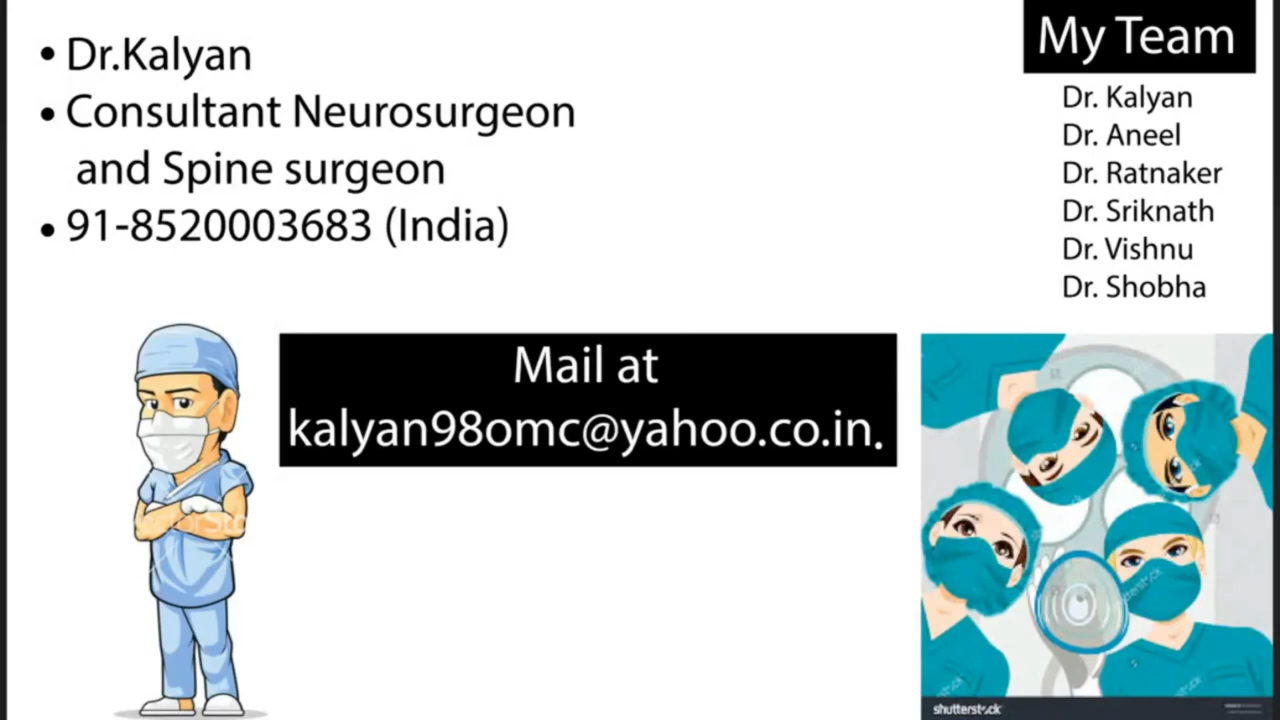 • Dr.Kalyan
• Consultant Neurosurgeon
and Spine surgeon
• 91-8520003683 (India)
My Team
Dr. Kalyan
Dr. Aneel
Dr. Ratnaker
Dr. Sriknath
Dr. Vishnu
Dr. Shobha
Mail at
kalyan98omc@yahoo.co.in.
shutterstock